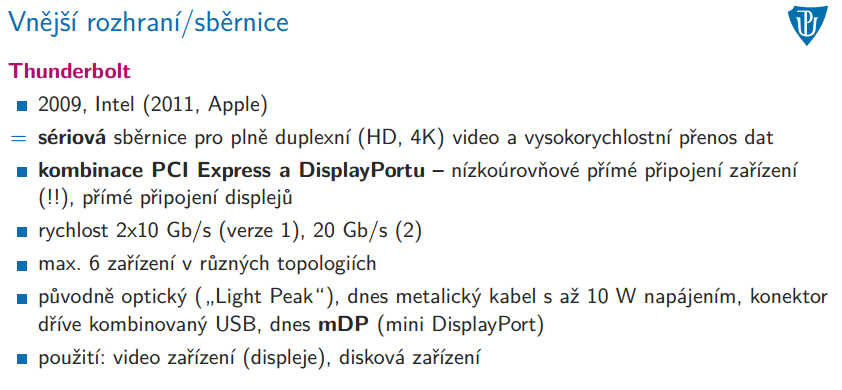 Vnější rozhraní/sběrnice
Thunderbolt
2009, Intel (2011, Apple)
= sériová sběrnice pro plně duplexní (HD, 4K) video a vysokorychlostní přenos dat
kombinace PCI Express a DisplayPortu – nízkoúrovňové přímé připojení zařízení
(!!), přímé připojení displejů
rychlost 2x10 Gb/s (verze 1), 20 Gb/s (2)
max. 6 zařízení v různých topologiích
původně optický („Light Peak“), dnes metalický kabel s až 10 W napájením, konektor
dříve kombinovaný USB, dnes mDP (mini DisplayPort)
použití: video zařízení (displeje), disková zařízení